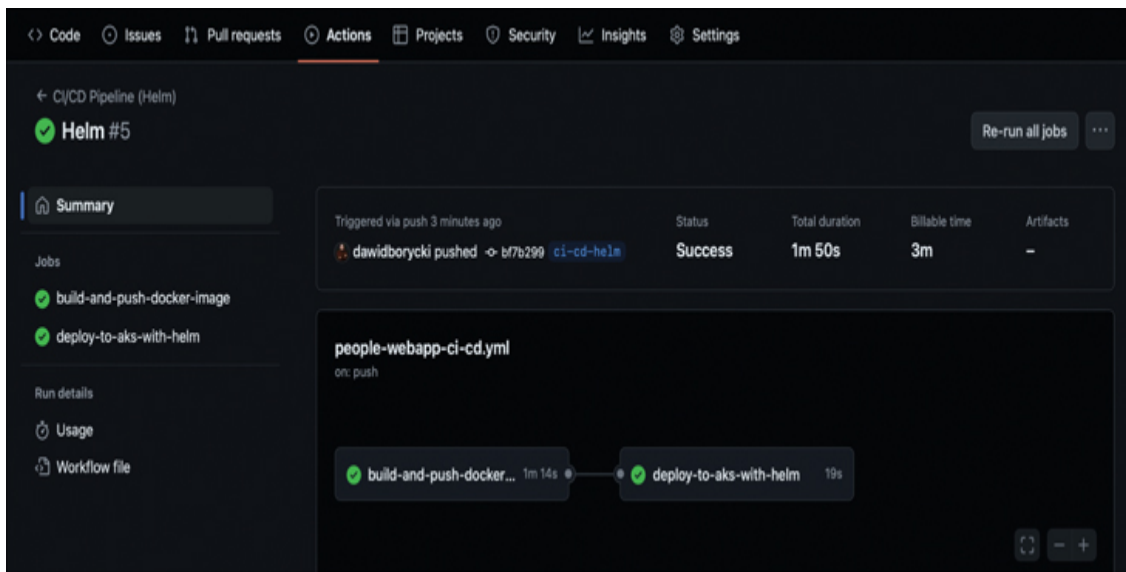 <> Code Issues Pull requests Actions Projects Security Insights Settings
← CI/CD Pipeline (Helm)
Helm #5
Re-run all jobs ...
Summary
Jobs
build-and-push-docker-image
deploy-to-aks-with-helm
Run details
Usage
Workflow file
Triggered via push 3 minutes ago
dawidborycki pushed bf7b299 ci-cd-helm
Status
Success
Total duration
1m 50s
Billable time
3m
Artifacts
–
people-webapp-ci-cd.yml
on: push
build-and-push-docker... 1m 14s
deploy-to-aks-with-helm 19s
− +